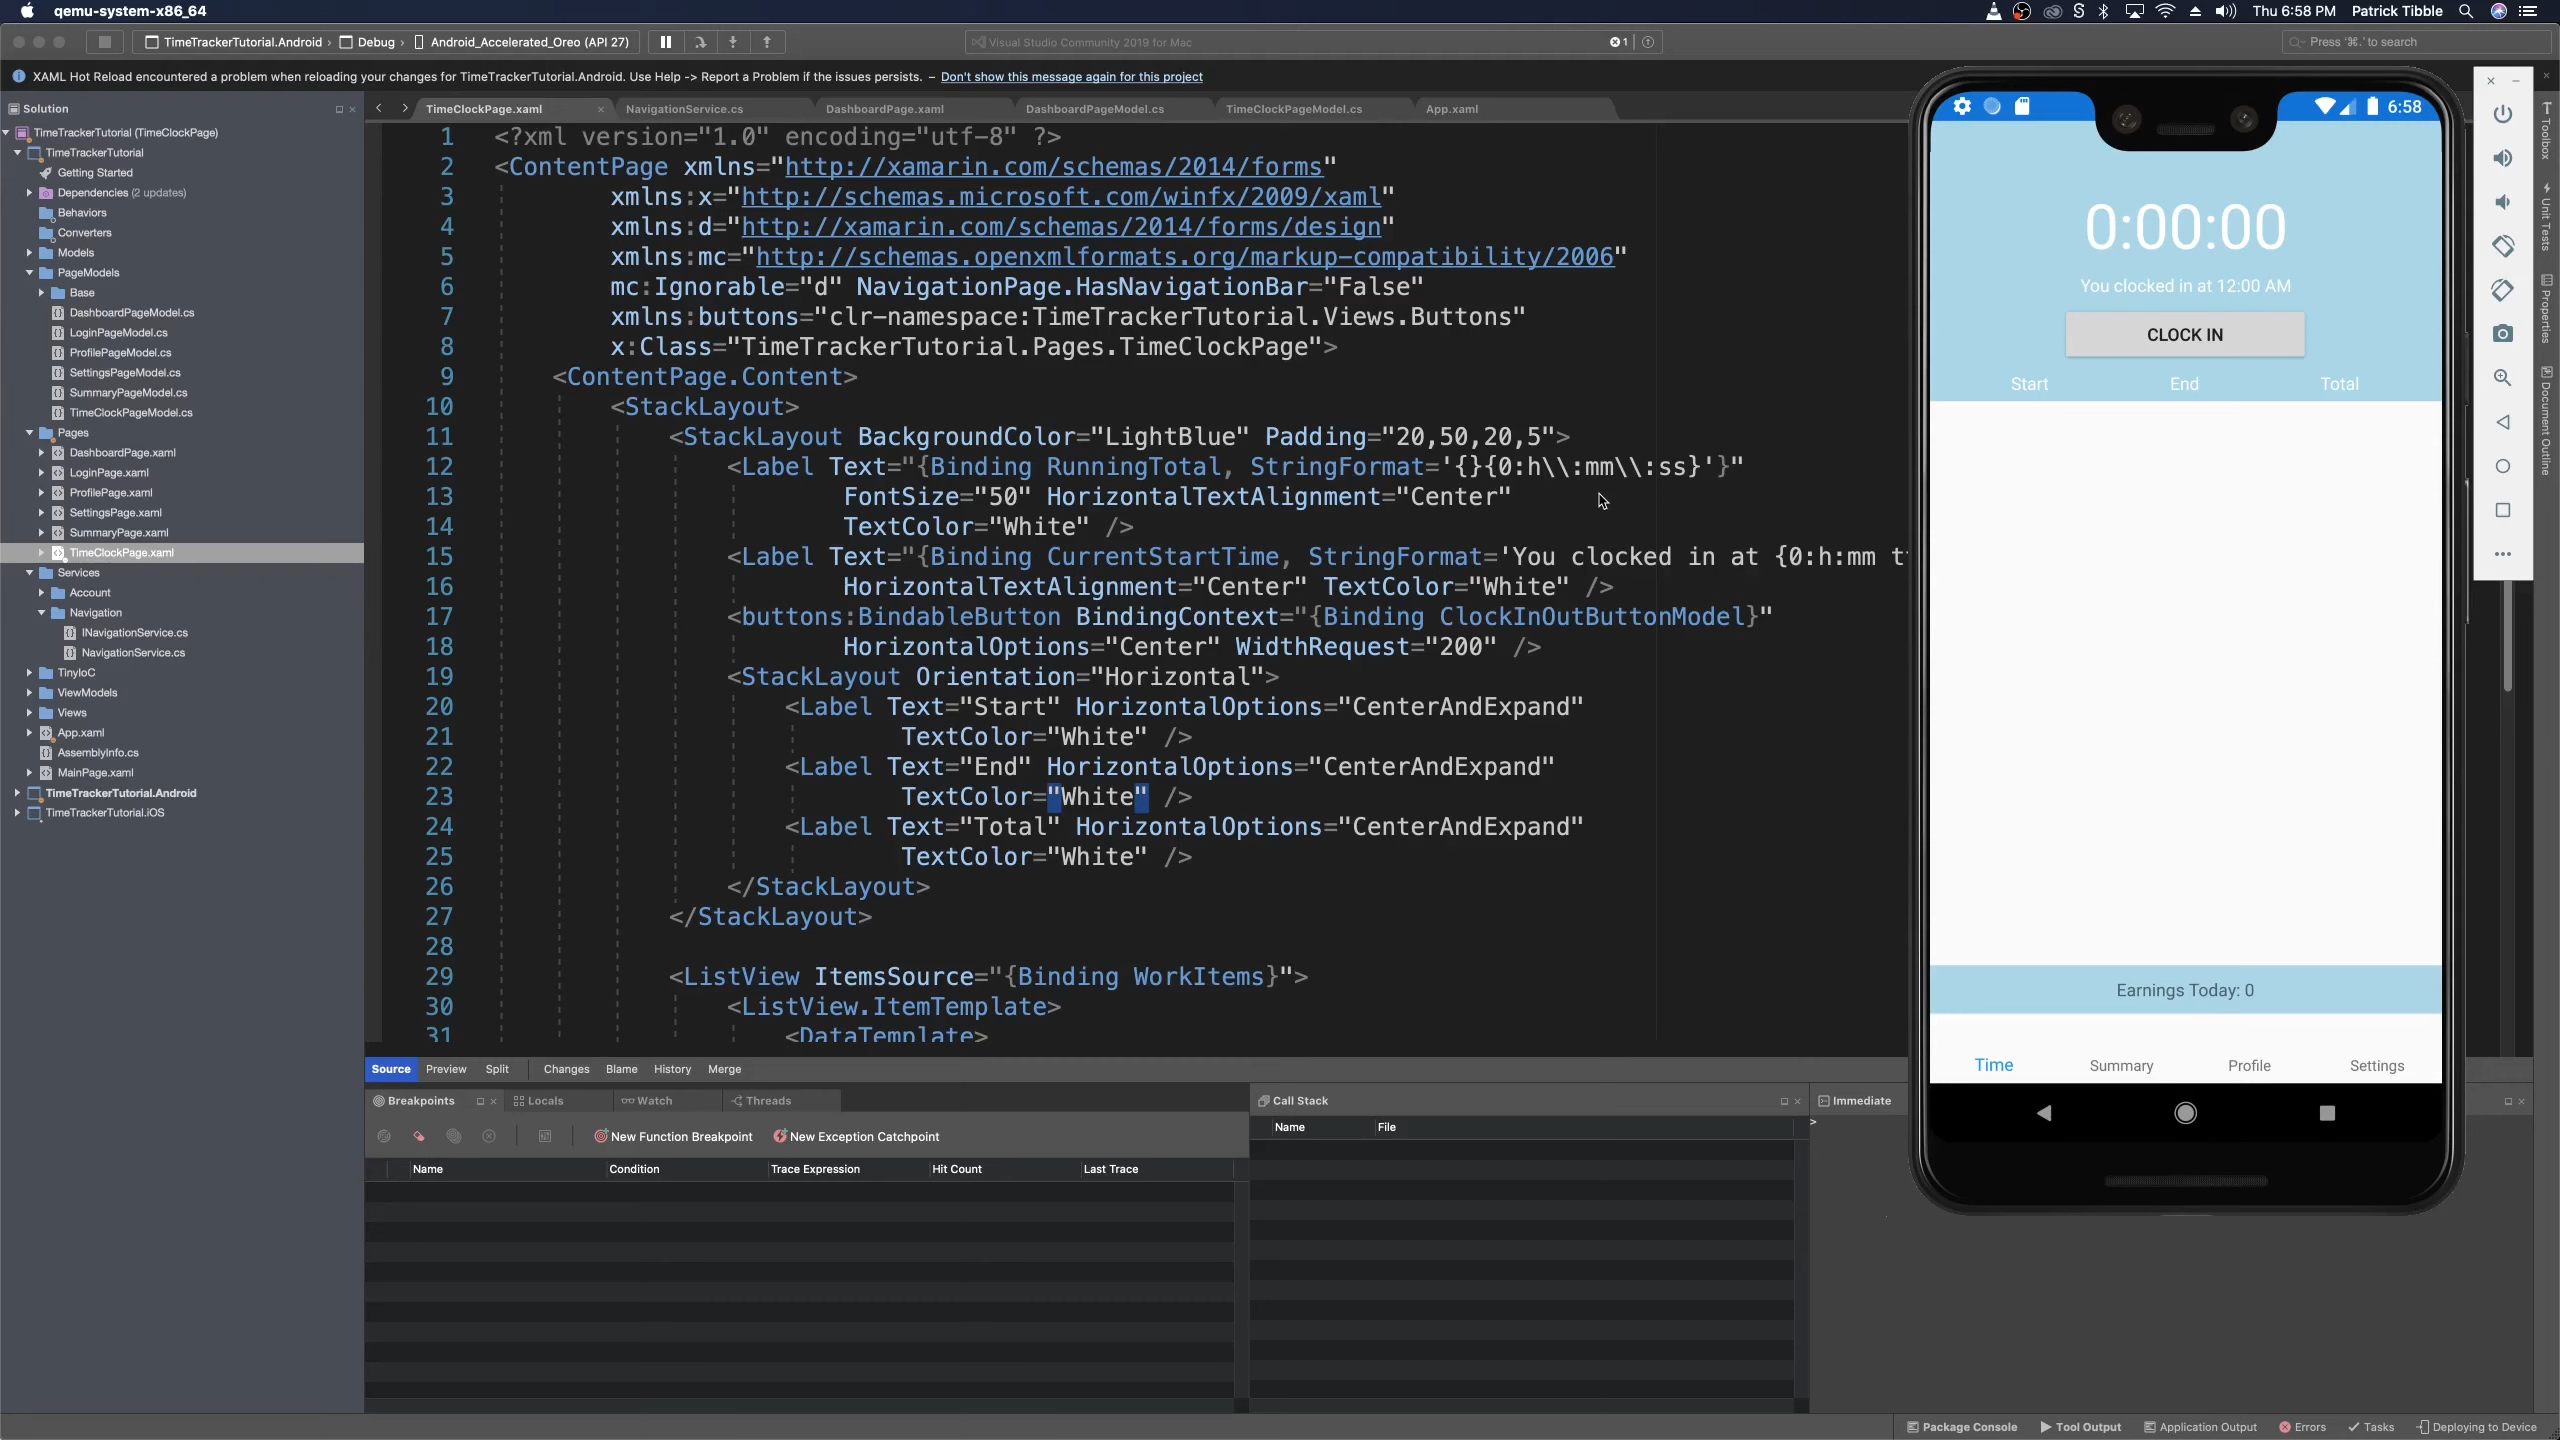 qemu-system-x86_64
Thu 6:58 PM Patrick Tibble
TimeTrackerTutorial.Android › Debug › Android_Accelerated_Oreo (API 27)
Visual Studio Community 2019 for Mac
1
Press '⌘.' to search
XAML Hot Reload encountered a problem when reloading your changes for TimeTrackerTutorial.Android. Use Help -> Report a Problem if the issues persists. – Don't show this message again for this project
Solution
TimeTrackerTutorial (TimeClockPage)
TimeTrackerTutorial
Getting Started
Dependencies (2 updates)
Behaviors
Converters
Models
PageModels
Base
DashboardPageModel.cs
LoginPageModel.cs
ProfilePageModel.cs
SettingsPageModel.cs
SummaryPageModel.cs
TimeClockPageModel.cs
Pages
DashboardPage.xaml
LoginPage.xaml
ProfilePage.xaml
SettingsPage.xaml
SummaryPage.xaml
TimeClockPage.xaml
Services
Account
Navigation
INavigationService.cs
NavigationService.cs
TinyIoC
ViewModels
Views
App.xaml
AssemblyInfo.cs
MainPage.xaml
TimeTrackerTutorial.Android
TimeTrackerTutorial.iOS
TimeClockPage.xaml
NavigationService.cs
DashboardPage.xaml
DashboardPageModel.cs
TimeClockPageModel.cs
App.xaml
1 <?xml version="1.0" encoding="utf-8" ?>
2 <ContentPage xmlns="http://xamarin.com/schemas/2014/forms"
3 xmlns:x="http://schemas.microsoft.com/winfx/2009/xaml"
4 xmlns:d="http://xamarin.com/schemas/2014/forms/design"
5 xmlns:mc="http://schemas.openxmlformats.org/markup-compatibility/2006"
6 mc:Ignorable="d" NavigationPage.HasNavigationBar="False"
7 xmlns:buttons="clr-namespace:TimeTrackerTutorial.Views.Buttons"
8 x:Class="TimeTrackerTutorial.Pages.TimeClockPage">
9 <ContentPage.Content>
10 <StackLayout>
11 <StackLayout BackgroundColor="LightBlue" Padding="20,50,20,5">
12 <Label Text="{Binding RunningTotal, StringFormat='{}{0:h\\:mm\\:ss}'}"
13 FontSize="50" HorizontalTextAlignment="Center"
14 TextColor="White" />
15 <Label Text="{Binding CurrentStartTime, StringFormat='You clocked in at {0:h:mm t
16 HorizontalTextAlignment="Center" TextColor="White" />
17 <buttons:BindableButton BindingContext="{Binding ClockInOutButtonModel}"
18 HorizontalOptions="Center" WidthRequest="200" />
19 <StackLayout Orientation="Horizontal">
20 <Label Text="Start" HorizontalOptions="CenterAndExpand"
21 TextColor="White" />
22 <Label Text="End" HorizontalOptions="CenterAndExpand"
23 TextColor="White" />
24 <Label Text="Total" HorizontalOptions="CenterAndExpand"
25 TextColor="White" />
26 </StackLayout>
27 </StackLayout>
28
29 <ListView ItemsSource="{Binding WorkItems}">
30 <ListView.ItemTemplate>
31 <DataTemplate>
6:58
0:00:00
You clocked in at 12:00 AM
CLOCK IN
Start End Total
Earnings Today: 0
Time Summary Profile Settings
Toolbox
Unit Tests
Properties
Document Outline
Source Preview Split Changes Blame History Merge
Breakpoints Locals Watch Threads
New Function Breakpoint New Exception Catchpoint
Name Condition Trace Expression Hit Count Last Trace
Call Stack
Name File
Immediate
>
Package Console Tool Output Application Output Errors Tasks Deploying to Device